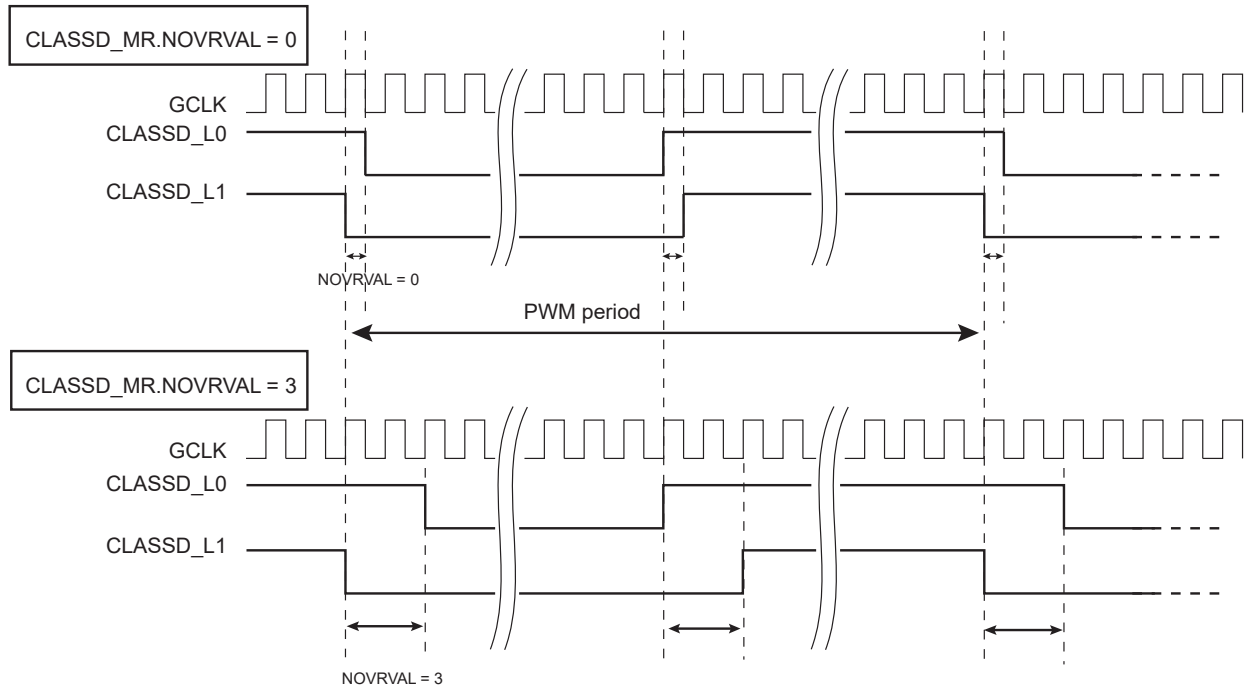 CLASSD_MR.NOVRVAL = 0
GCLK
CLASSD_L0
CLASSD_L1
NOVRVAL = 0
PWM period
CLASSD_MR.NOVRVAL = 3
GCLK
CLASSD_L0
CLASSD_L1
NOVRVAL = 3